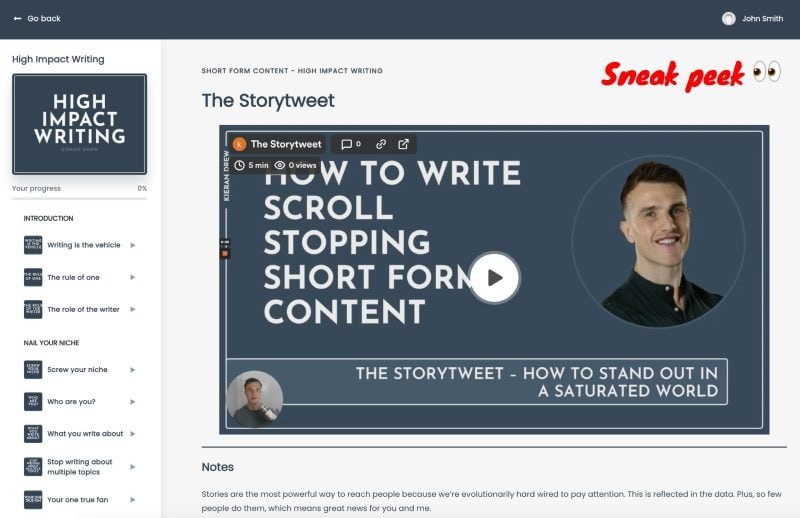 Go back
John Smith
High Impact Writing
HIGH
IMPACT
WRITING
KIERAN DREW
Your progress 0%
INTRODUCTION
Writing is the vehicle
The rule of one
The role of the writer
NAIL YOUR NICHE
Screw your niche
Who are you?
What you write about
Stop writing about
multiple topics
Your one true fan
SHORT FORM CONTENT - HIGH IMPACT WRITING
Sneak peek
The Storytweet
k The Storytweet 0
5 min 0 views
KIERAN DREW
HOW TO WRITE
SCROLL
STOPPING
SHORT FORM
CONTENT
THE STORYTWEET - HOW TO STAND OUT IN
A SATURATED WORLD
Notes
Stories are the most powerful way to reach people because we're evolutionarily hard wired to pay attention. This is reflected in the data. Plus, so few
people do them, which means great news for you and me.